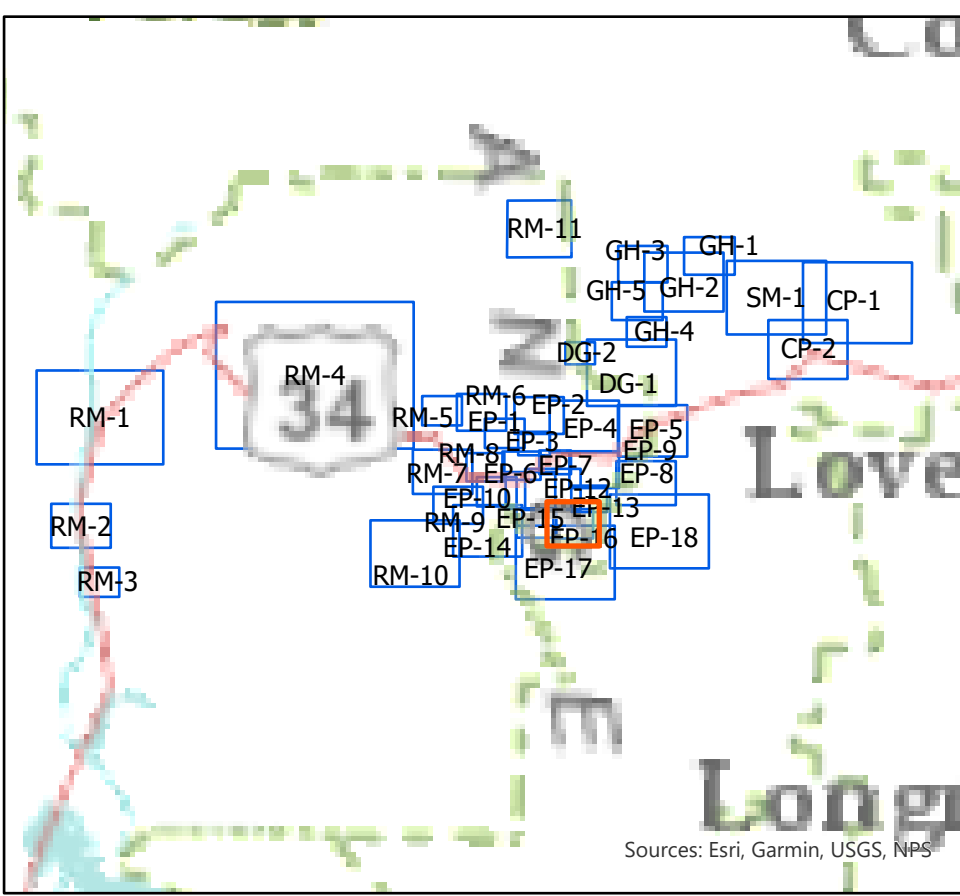 Co
A
RM-11
GH-3
GH-1
GH-5
GH-2
SM-1
CP-1
N
GH-4
DG-2
CP-2
RM-4
34
DG-1
RM-6
EP-2
RM-1
RM-5
EP-1
EP-4
EP-5
EP-3
EP-9
RM-8
EP-7
Love
RM-7
EP-6
EP-8
EP-12
EP-10
EP-13
RM-2
RM-9
EP-15
EP-16
EP-18
EP-14
EP-17
RM-3
RM-10
E
Long
Sources: Esri, Garmin, USGS, NPS